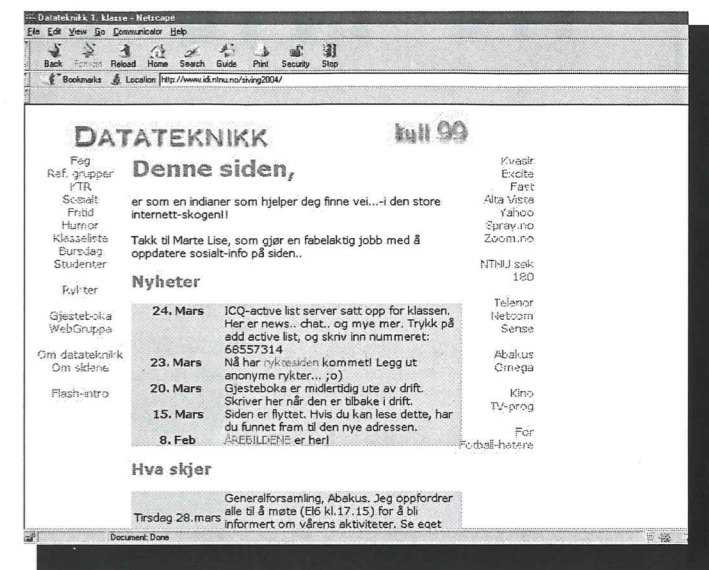 Datateknikk 1. klasse - Netscape
File Edit View Go Communicator Help
Back Forward Reload Home Search Guide Print Security Stop
Bookmarks Location http://www.idi.ntnu.no/siving2004/
DATATEKNIKK
kull 99
Fag
Ref. grupper
KTR
Sosialt
Fritid
Humor
Klasseliste
Bursdag
Studenter
Rykter
Gjesteboka
WebGruppa
Om datateknikk
Om sidene
Flash-intro
Denne siden,
er som en indianer som hjelper deg finne vei...-i den store
internett-skogen!!
Takk til Marte Lise, som gjør en fabelaktig jobb med å
oppdatere sosialt-info på siden..
Nyheter
24. Mars ICQ-active list server satt opp for klassen.
Her er news.. chat.. og mye mer. Trykk på
add active list, og skriv inn nummeret:
68557314
23. Mars Nå har ryktesiden kommet! Legg ut
anonyme rykter... ;o)
20. Mars Gjesteboka er midlertidig ute av drift.
Skriver her når den er tilbake i drift.
15. Mars Siden er flyttet. Hvis du kan lese dette, har
du funnet fram til den nye adressen.
8. Feb ÅREBILDENE er her!
Hva skjer
Generalforsamling, Abakus. Jeg oppfordrer
Tirsdag 28.mars alle til å møte (El6 kl.17.15) for å bli
informert om vårens aktiviteter. Se eget
Kvasir
Excite
Fast
Alta Vista
Yahoo
Spray.no
Zoom.no
NTNU søk
180
Telenor
Netcom
Sense
Abakus
Omega
Kino
TV-prog
For
Fotball-hatere
Document: Done